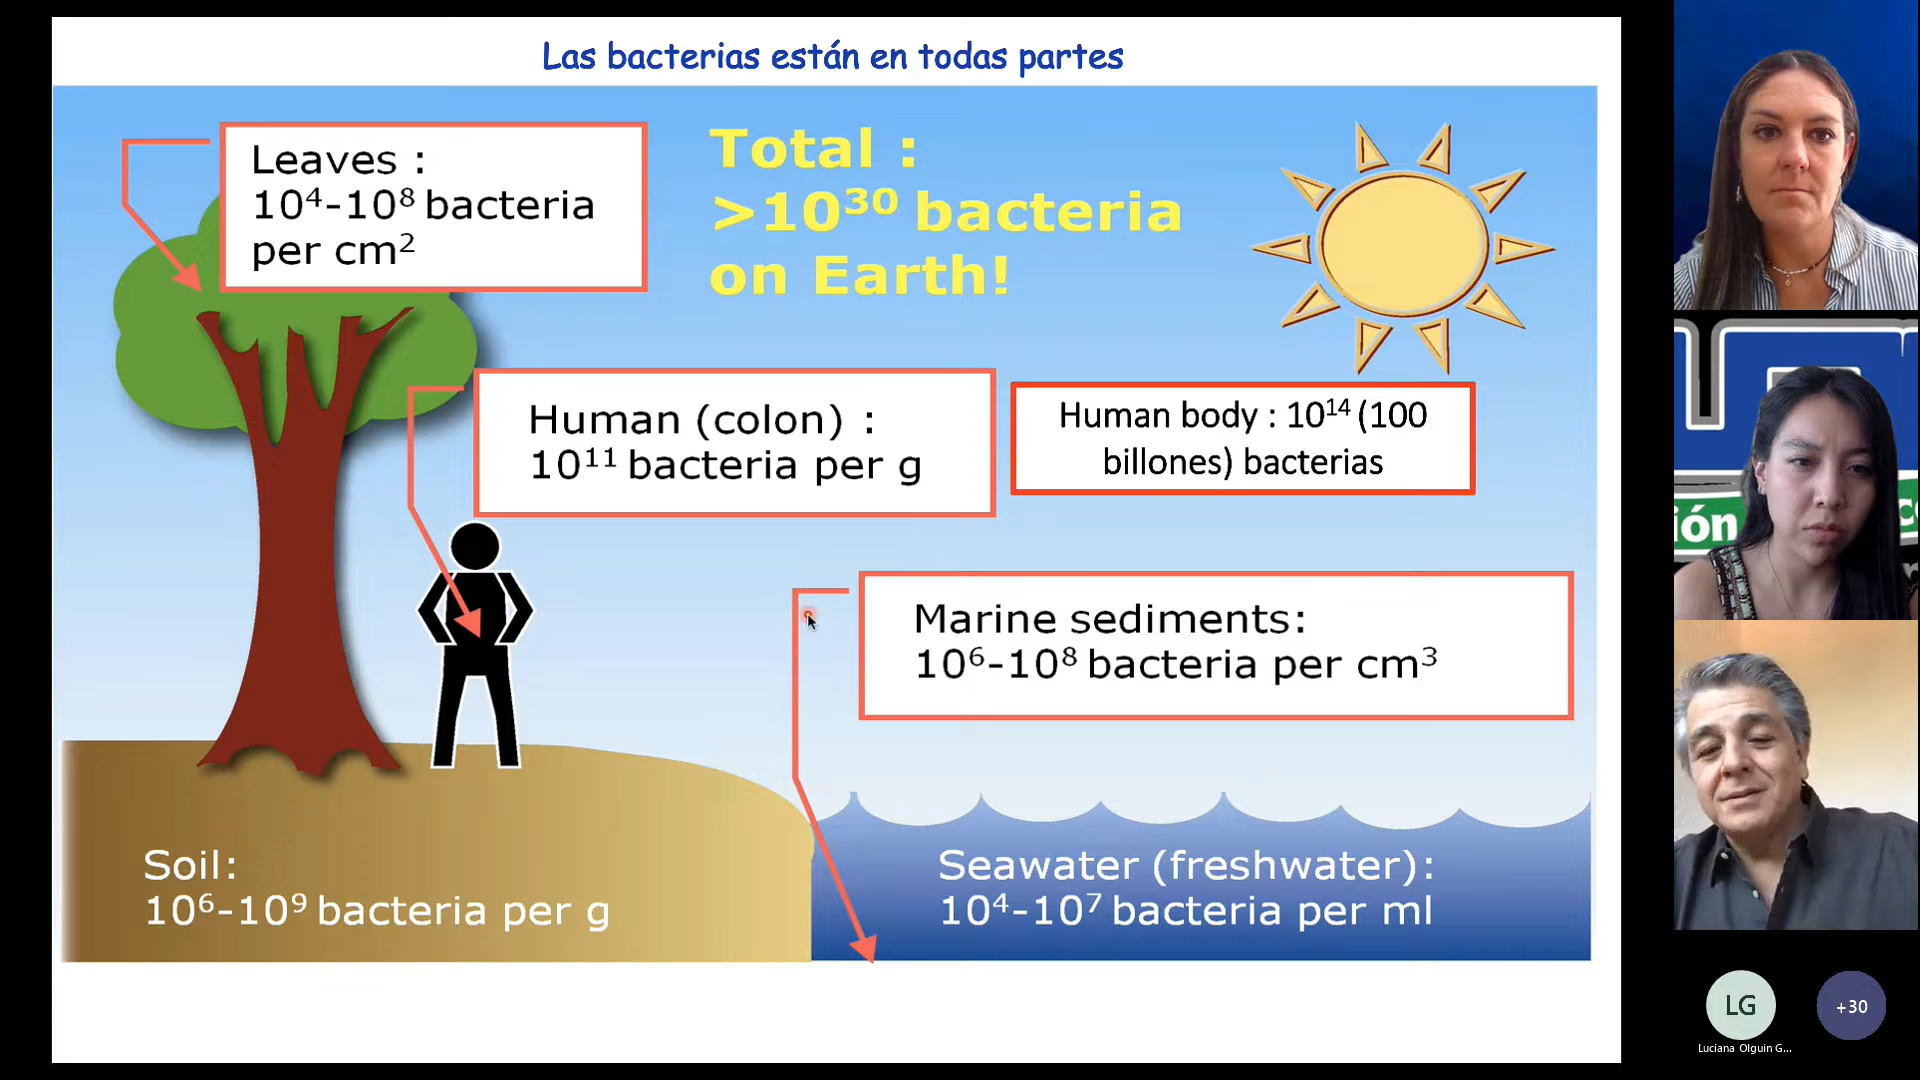 Las bacterias están en todas partes
Leaves :
10⁴-10⁸ bacteria
per cm²
Total :
>10³⁰ bacteria
on Earth!
Human (colon) :
10¹¹ bacteria per g
Human body : 10¹⁴ (100
billones) bacterias
Marine sediments:
10⁶-10⁸ bacteria per cm³
Soil:
10⁶-10⁹ bacteria per g
Seawater (freshwater):
10⁴-10⁷ bacteria per ml
ión
LG
+30
Luciana Olguin G...